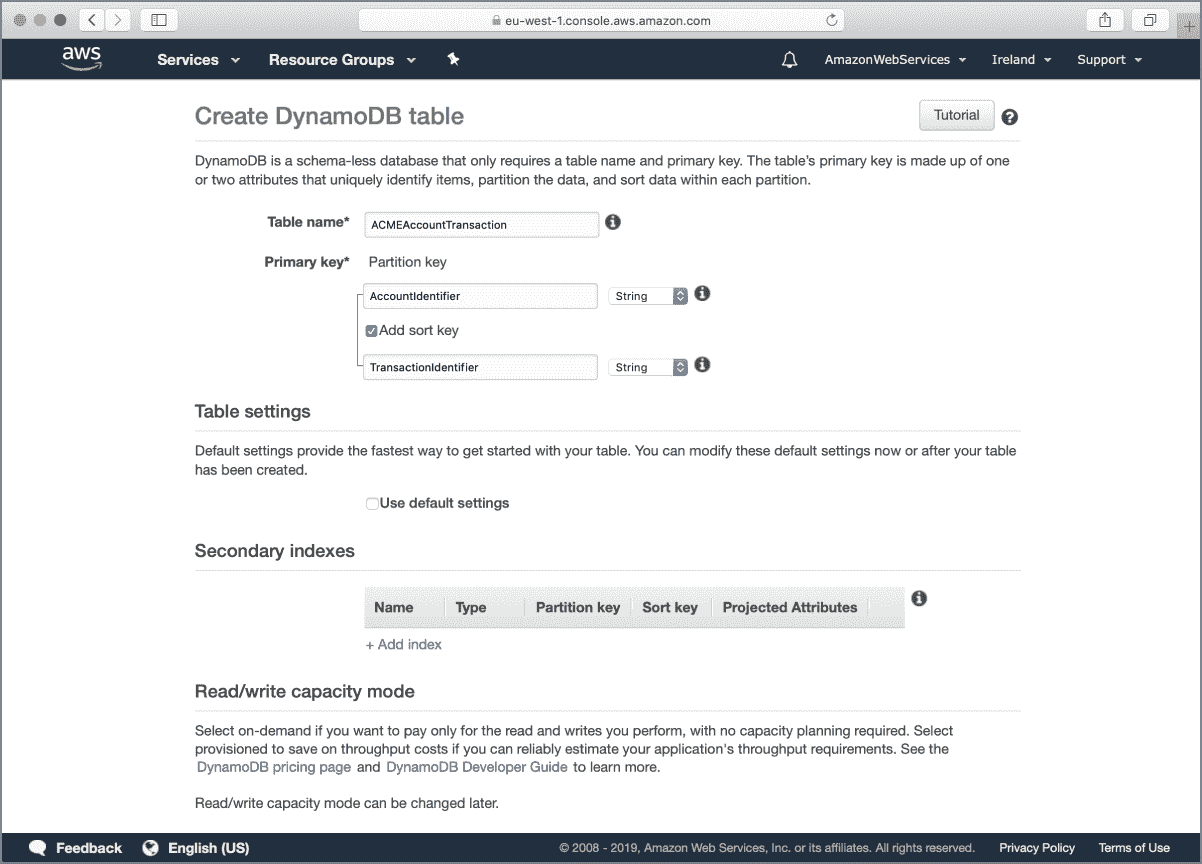 eu-west-1.console.aws.amazon.com
aws Services Resource Groups AmazonWebServices Ireland Support
Create DynamoDB table Tutorial ?
DynamoDB is a schema-less database that only requires a table name and primary key. The table's primary key is made up of one
or two attributes that uniquely identify items, partition the data, and sort data within each partition.
Table name* ACMEAccountTransaction i
Primary key* Partition key
AccountIdentifier String i
Add sort key
TransactionIdentifier String i
Table settings
Default settings provide the fastest way to get started with your table. You can modify these default settings now or after your table
has been created.
Use default settings
Secondary indexes
Name Type Partition key Sort key Projected Attributes i
+ Add index
Read/write capacity mode
Select on-demand if you want to pay only for the read and writes you perform, with no capacity planning required. Select
provisioned to save on throughput costs if you can reliably estimate your application's throughput requirements. See the
DynamoDB pricing page and DynamoDB Developer Guide to learn more.
Read/write capacity mode can be changed later.
Feedback English (US) © 2008 - 2019, Amazon Web Services, Inc. or its affiliates. All rights reserved. Privacy Policy Terms of Use